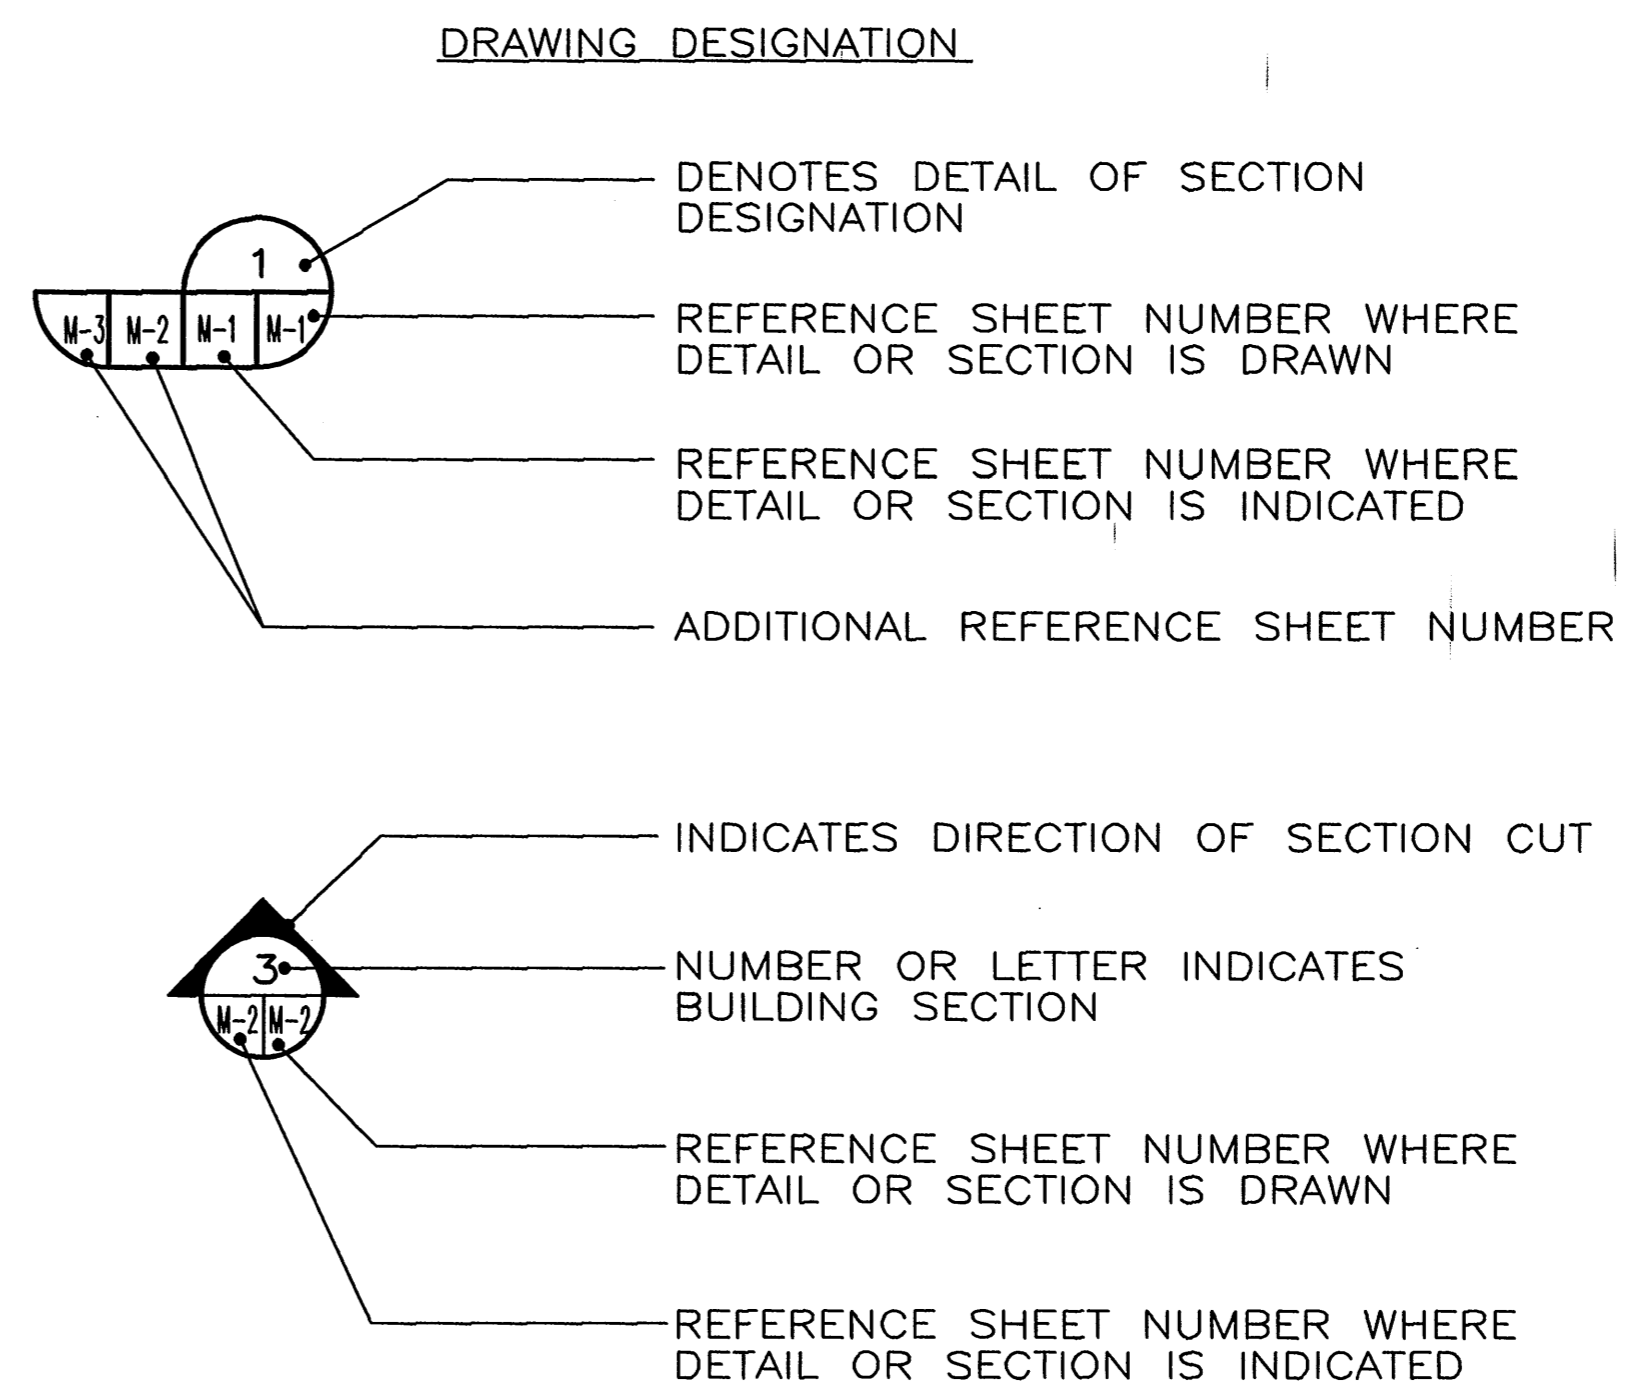 DRAWING DESIGNATION
DENOTES DETAIL OF SECTION
DESIGNATION
1
M-3 M-2 M-1 M-1
REFERENCE SHEET NUMBER WHERE
DETAIL OR SECTION IS DRAWN
REFERENCE SHEET NUMBER WHERE
DETAIL OR SECTION IS INDICATED
ADDITIONAL REFERENCE SHEET NUMBER
INDICATES DIRECTION OF SECTION CUT
3
NUMBER OR LETTER INDICATES
BUILDING SECTION
M-2 M-2
REFERENCE SHEET NUMBER WHERE
DETAIL OR SECTION IS DRAWN
REFERENCE SHEET NUMBER WHERE
DETAIL OR SECTION IS INDICATED